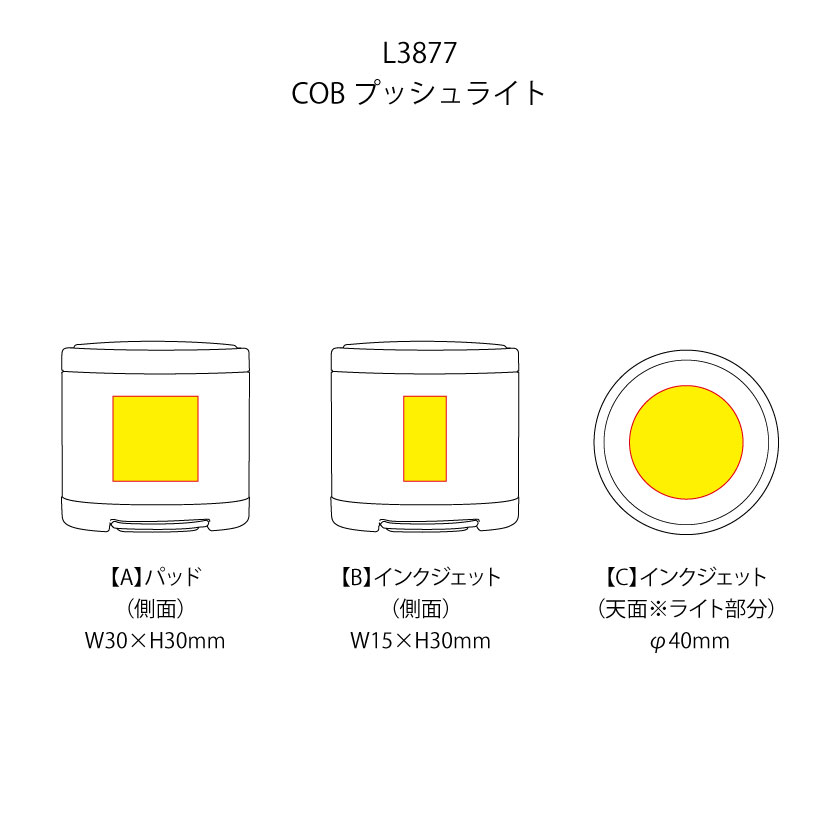 L3877
COB プッシュライト
【A】パッド
（側面）
W30×H30mm
【B】インクジェット
（側面）
W15×H30mm
【C】インクジェット
（天面※ライト部分）
φ40mm